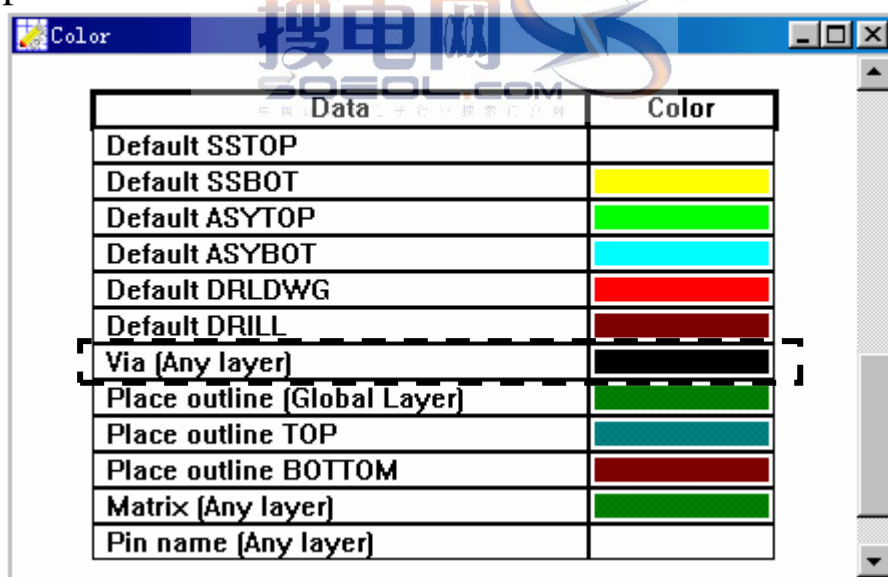 Color
搜电网
SOEOL.COM
Data Color
Default SSTOP
Default SSBOT
Default ASYTOP
Default ASYBOT
Default DRLDWG
Default DRILL
Via (Any layer)
Place outline (Global Layer)
Place outline TOP
Place outline BOTTOM
Matrix (Any layer)
Pin name (Any layer)